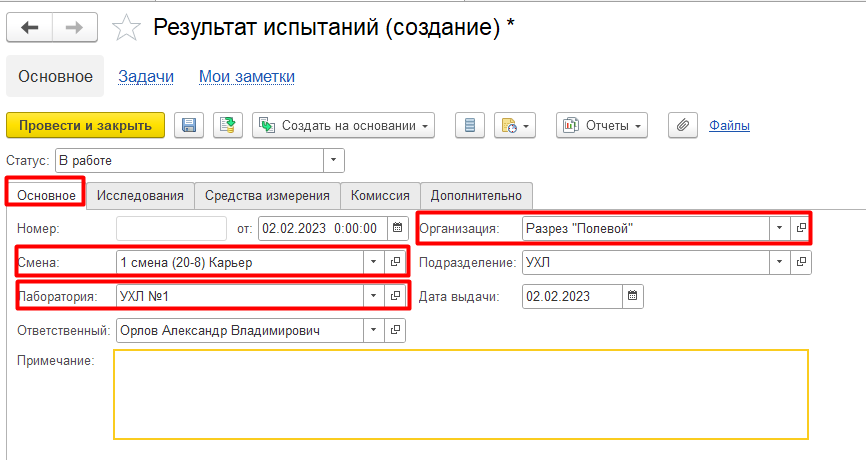 Результат испытаний (создание) *
Основное Задачи Мои заметки
Провести и закрыть Создать на основании Отчеты Файлы
Статус: В работе
Основное Исследования Средства измерения Комиссия Дополнительно
Номер: от: 02.02.2023 0:00:00 Организация: Разрез "Полевой"
Смена: 1 смена (20-8) Карьер Подразделение: УХЛ
Лаборатория: УХЛ №1 Дата выдачи: 02.02.2023
Ответственный: Орлов Александр Владимирович
Примечание: